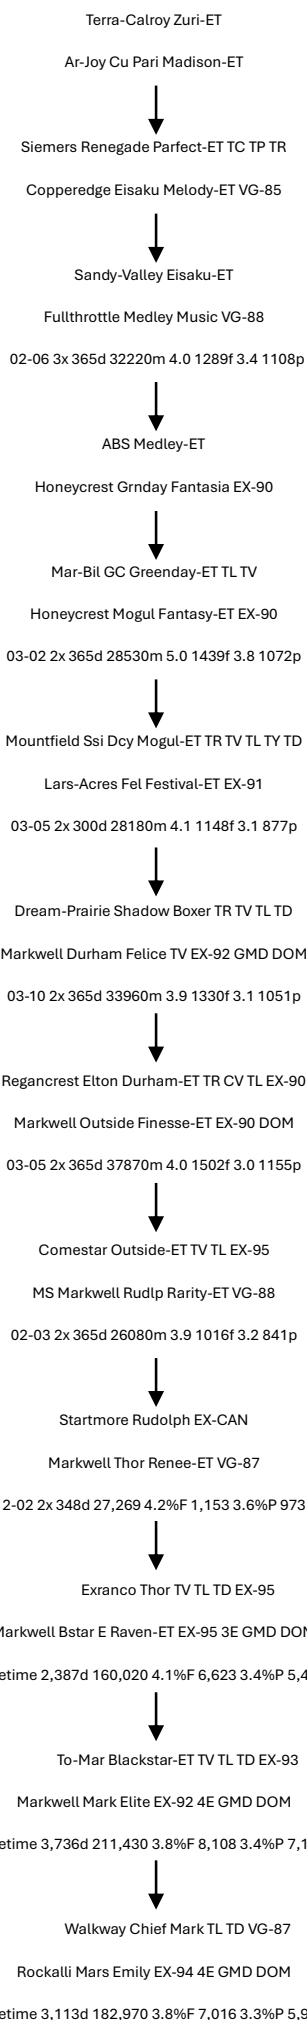 Terra-Calroy Zuri-ET
Ar-Joy Cu Pari Madison-ET
Siemers Renegade Parfect-ET TC TP TR
Copperedge Eisaku Melody-ET VG-85
Sandy-Valley Eisaku-ET
Fullthrottle Medley Music VG-88
02-06 3x 365d 32220m 4.0 1289f 3.4 1108p
ABS Medley-ET
Honeycrest Grnday Fantasia EX-90
Mar-Bil GC Greenday-ET TL TV
Honeycrest Mogul Fantasy-ET EX-90
03-02 2x 365d 28530m 5.0 1439f 3.8 1072p
Mountfield Ssi Dcy Mogul-ET TR TV TL TY TD
Lars-Acres Fel Festival-ET EX-91
03-05 2x 300d 28180m 4.1 1148f 3.1 877p
Dream-Prairie Shadow Boxer TR TV TL TD
Markwell Durham Felice TV EX-92 GMD DOM
03-10 2x 365d 33960m 3.9 1330f 3.1 1051p
Regancrest Elton Durham-ET TR CV TL EX-90
Markwell Outside Finesse-ET EX-90 DOM
03-05 2x 365d 37870m 4.0 1502f 3.0 1155p
Comestar Outside-ET TV TL EX-95
MS Markwell Rudlp Rarity-ET VG-88
02-03 2x 365d 26080m 3.9 1016f 3.2 841p
Startmore Rudolph EX-CAN
Markwell Thor Renee-ET VG-87
2-02 2x 348d 27,269 4.2%F 1,153 3.6%P 973
Exranco Thor TV TL TD EX-95
Markwell Bstar E Raven-ET EX-95 3E GMD DOM
etime 2,387d 160,020 4.1%F 6,623 3.4%P 5,4
To-Mar Blackstar-ET TV TL TD EX-93
Markwell Mark Elite EX-92 4E GMD DOM
etime 3,736d 211,430 3.8%F 8,108 3.4%P 7,1
Walkway Chief Mark TL TD VG-87
Rockalli Mars Emily EX-94 4E GMD DOM
etime 3,113d 182,970 3.8%F 7,016 3.3%P 5,9